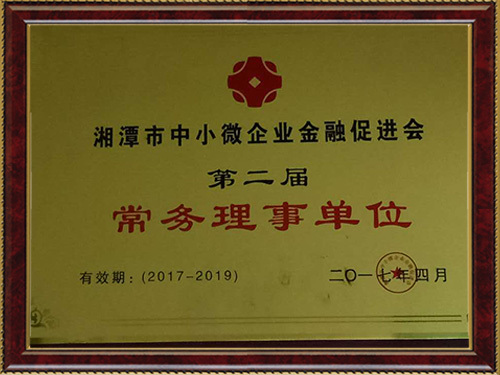 湘潭市中小微企业金融促进会
第二届
常务理事单位
有效期：(2017-2019)
二〇一七年四月